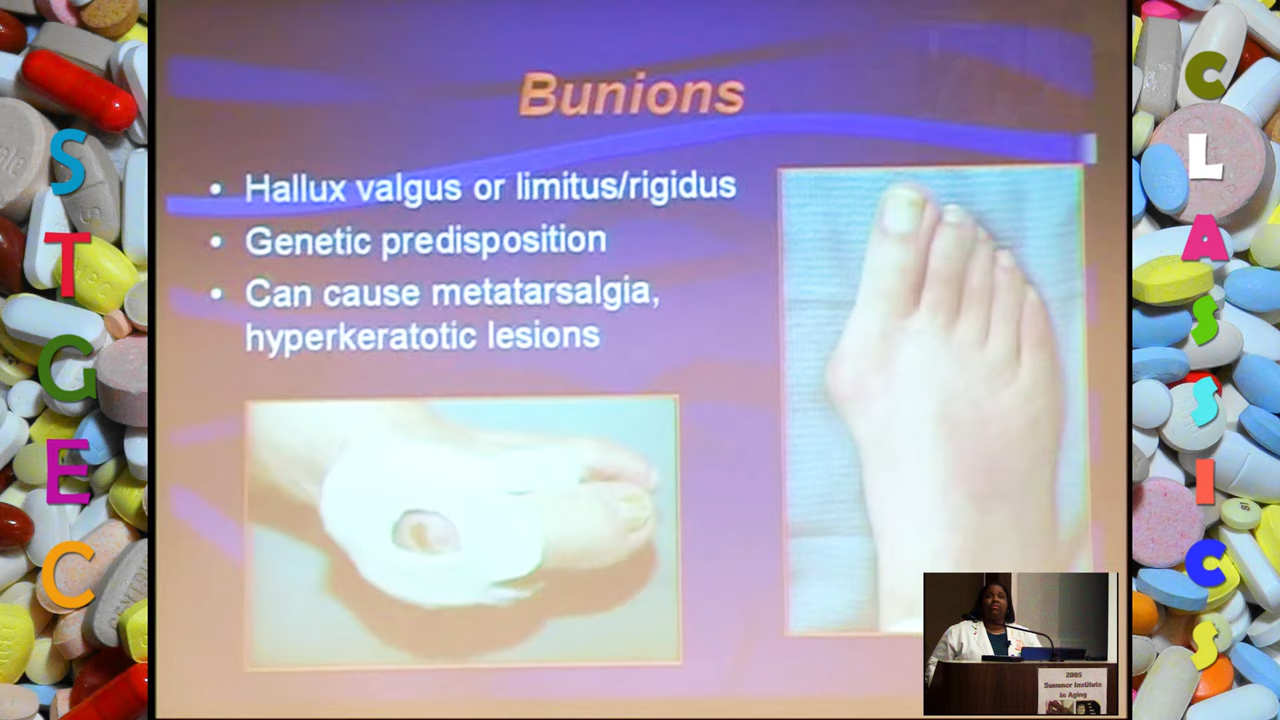 Bunions
• Hallux valgus or limitus/rigidus
• Genetic predisposition
• Can cause metatarsalgia,
hyperkeratotic lesions
STGEC
CLASSICS
2005
Summer Institute
in Aging